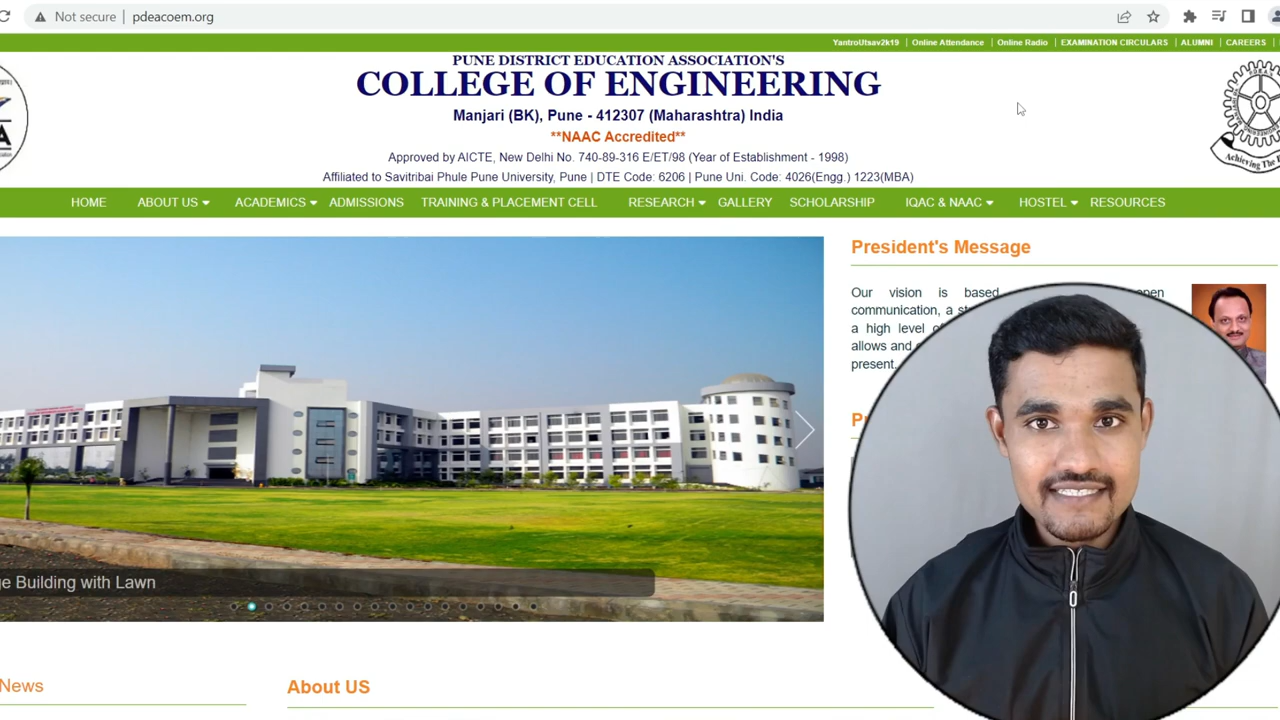 Not secure | pdeacoem.org
YantroUtsav2k19 | Online Attendance | Online Radio | EXAMINATION CIRCULARS | ALUMNI | CAREERS |
PUNE DISTRICT EDUCATION ASSOCIATION'S
COLLEGE OF ENGINEERING
Manjari (BK), Pune - 412307 (Maharashtra) India
**NAAC Accredited**
Approved by AICTE, New Delhi No. 740-89-316 E/ET/98 (Year of Establishment - 1998)
Affiliated to Savitribai Phule Pune University, Pune | DTE Code: 6206 | Pune Uni. Code: 4026(Engg.) 1223(MBA)
Achieving The
HOME ABOUT US ACADEMICS ADMISSIONS TRAINING & PLACEMENT CELL RESEARCH GALLERY SCHOLARSHIP IQAC & NAAC HOSTEL RESOURCES
President's Message
Our vision is based open
communication, a
a high level
allows and
present.
Building with Lawn
News
About US